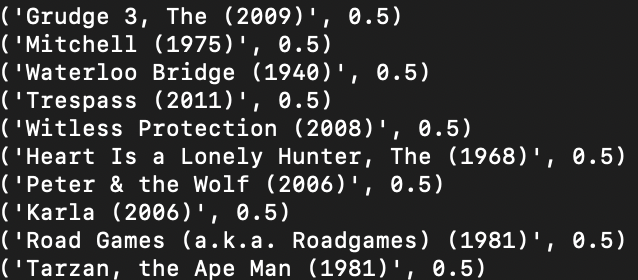 ('Grudge 3, The (2009)', 0.5)
('Mitchell (1975)', 0.5)
('Waterloo Bridge (1940)', 0.5)
('Trespass (2011)', 0.5)
('Witless Protection (2008)', 0.5)
('Heart Is a Lonely Hunter, The (1968)', 0.5)
('Peter & the Wolf (2006)', 0.5)
('Karla (2006)', 0.5)
('Road Games (a.k.a. Roadgames) (1981)', 0.5)
('Tarzan, the Ape Man (1981)', 0.5)